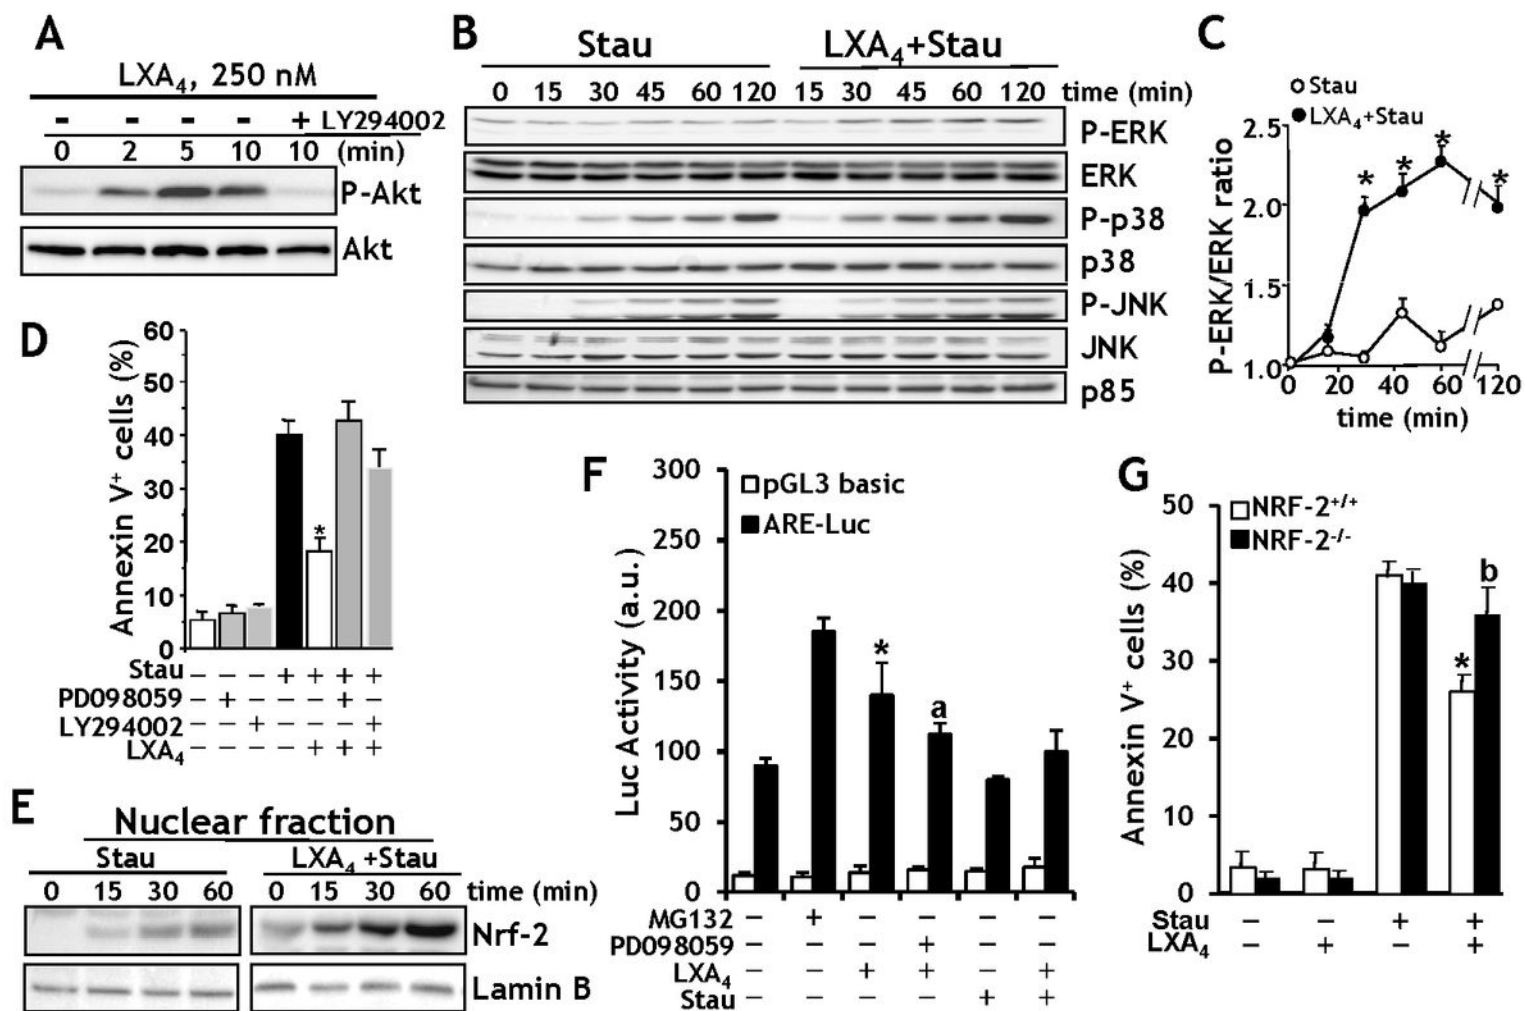 A
LXA4, 250 nM
- - - - + LY294002
0 2 5 10 10 (min)
P-Akt
Akt
B
Stau LXA4+Stau
0 15 30 45 60 120 15 30 45 60 120 time (min)
P-ERK
ERK
P-p38
p38
P-JNK
JNK
p85
C
Stau
LXA4+Stau
P-ERK/ERK ratio
2.5
2.0
1.5
1.0
* * * *
0 20 40 60 120
time (min)
D
Annexin V+ cells (%)
60
50
40
30
20
10
0
*
Stau - - - + + + +
PD098059 - + - - - + -
LY294002 - - + - - - +
LXA4 - - - - + + +
E
Nuclear fraction
Stau LXA4 +Stau
0 15 30 60 0 15 30 60 time (min)
Nrf-2
Lamin B
F
pGL3 basic
ARE-Luc
Luc Activity (a.u.)
300
250
200
150
100
50
0
* a
MG132 - + - - - -
PD098059 - - - + - -
LXA4 - - + + - +
Stau - - - - + +
G
NRF-2+/+
NRF-2-/-
Annexin V+ cells (%)
50
40
30
20
10
0
* b
Stau - - + +
LXA4 - + - +